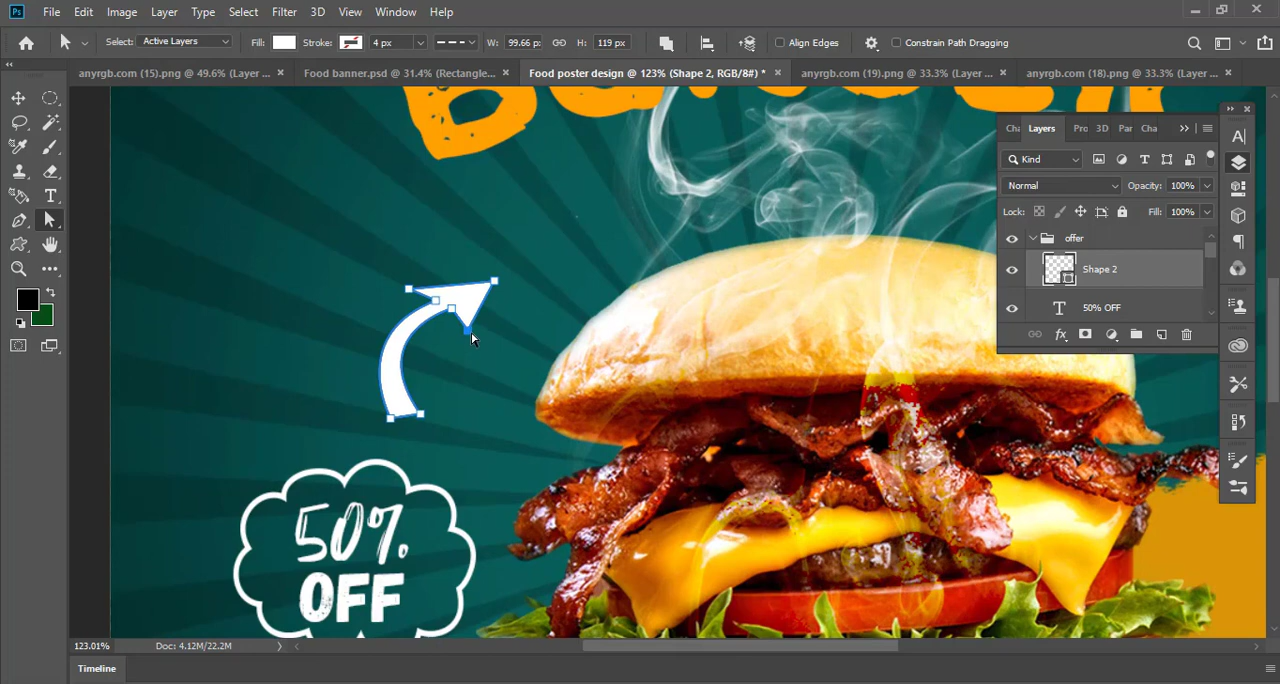 Ps File Edit Image Layer Type Select Filter 3D View Window Help
Select: Active Layers Fill: Stroke: 4 px W: 99.66 px H: 119 px Align Edges Constrain Path Dragging
anyrgb.com (15).png @ 49.6% (Layer ... × Food banner.psd @ 31.4% (Rectangle... × Food poster design @ 123% (Shape 2, RGB/8#) * × anyrgb.com (19).png @ 33.3% (Layer ... × anyrgb.com (18).png @ 33.3% (Layer ... ×
Cha Layers Pro 3D Par Cha
Kind
Normal Opacity: 100%
Lock: Fill: 100%
offer
Shape 2
50% OFF
50%
OFF
123.01% Doc: 4.12M/22.2M
Timeline